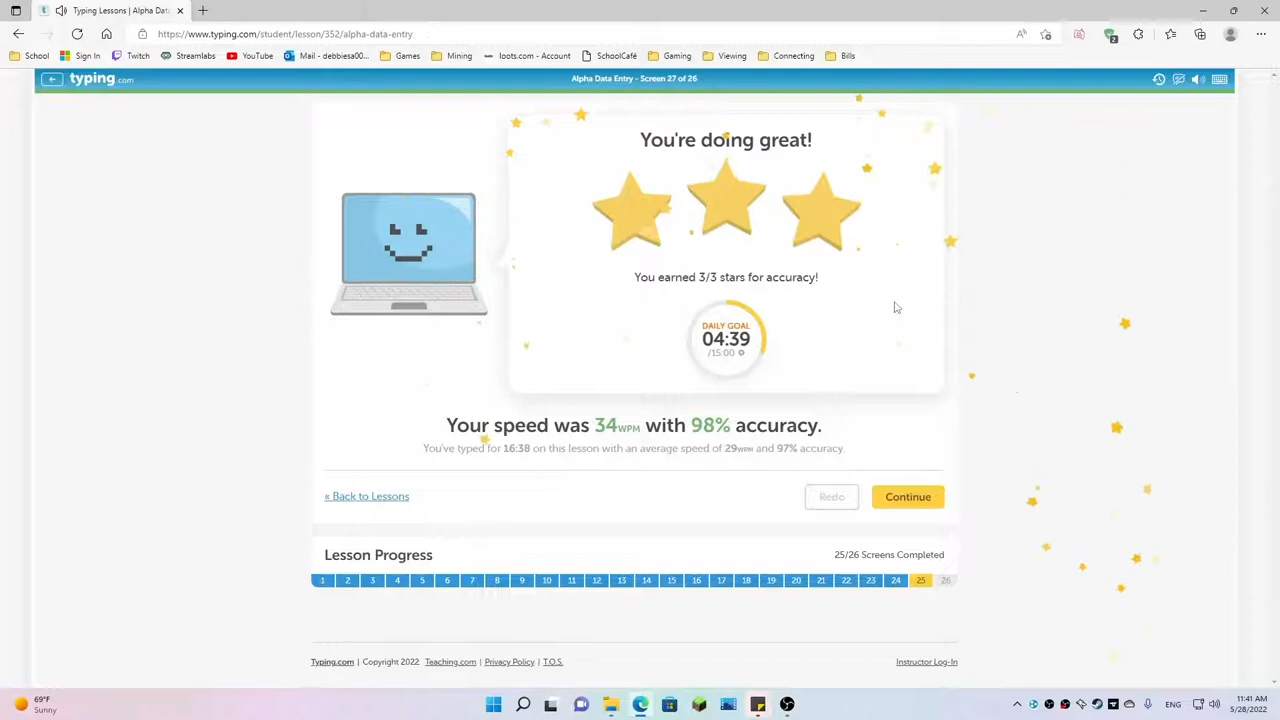 Typing Lessons | Alpha Dat
https://www.typing.com/student/lesson/352/alpha-data-entry
School
Sign In
Twitch
Streamlabs
YouTube
Mail - debbiesa00...
Games
Mining
loots.com - Account
SchoolCafé
Gaming
Viewing
Connecting
Bills
typing.com
Alpha Data Entry - Screen 27 of 26
You're doing great!
You earned 3/3 stars for accuracy!
DAILY GOAL
04:39
/15:00
Your speed was 34WPM with 98% accuracy.
You've typed for 16:38 on this lesson with an average speed of 29WPM and 97% accuracy.
« Back to Lessons
Redo
Continue
Lesson Progress
25/26 Screens Completed
1 2 3 4 5 6 7 8 9 10 11 12 13 14 15 16 17 18 19 20 21 22 23 24 25 26
Typing.com | Copyright 2022 Teaching.com | Privacy Policy | T.O.S.
Instructor Log-In
69°F
Sunny
ENG
11:41 AM
5/28/2022